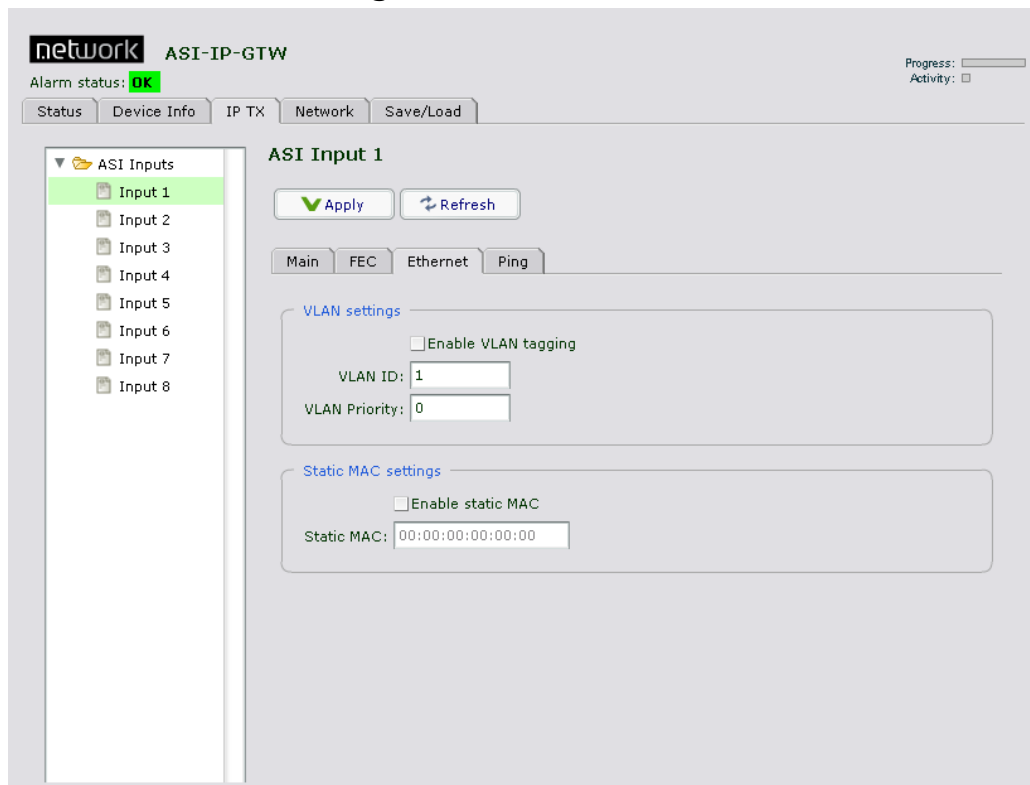 network ASI-IP-GTW
Progress:
Alarm status: OK
Activity:
Status Device Info IP TX Network Save/Load
ASI Inputs
Input 1
Input 2
Input 3
Input 4
Input 5
Input 6
Input 7
Input 8
ASI Input 1
Apply Refresh
Main FEC Ethernet Ping
VLAN settings
Enable VLAN tagging
VLAN ID: 1
VLAN Priority: 0
Static MAC settings
Enable static MAC
Static MAC: 00:00:00:00:00:00